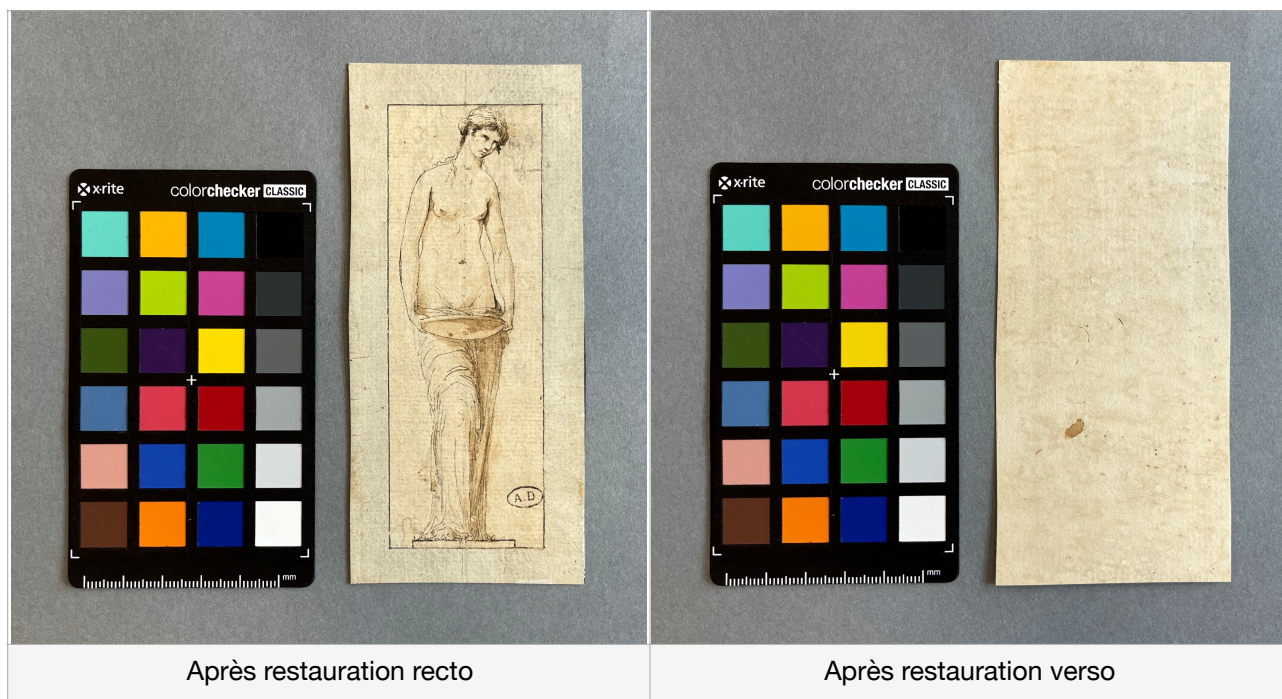 x-rite colorchecker CLASSIC
A.D
mm
x-rite colorchecker CLASSIC
mm
Après restauration recto
Après restauration verso